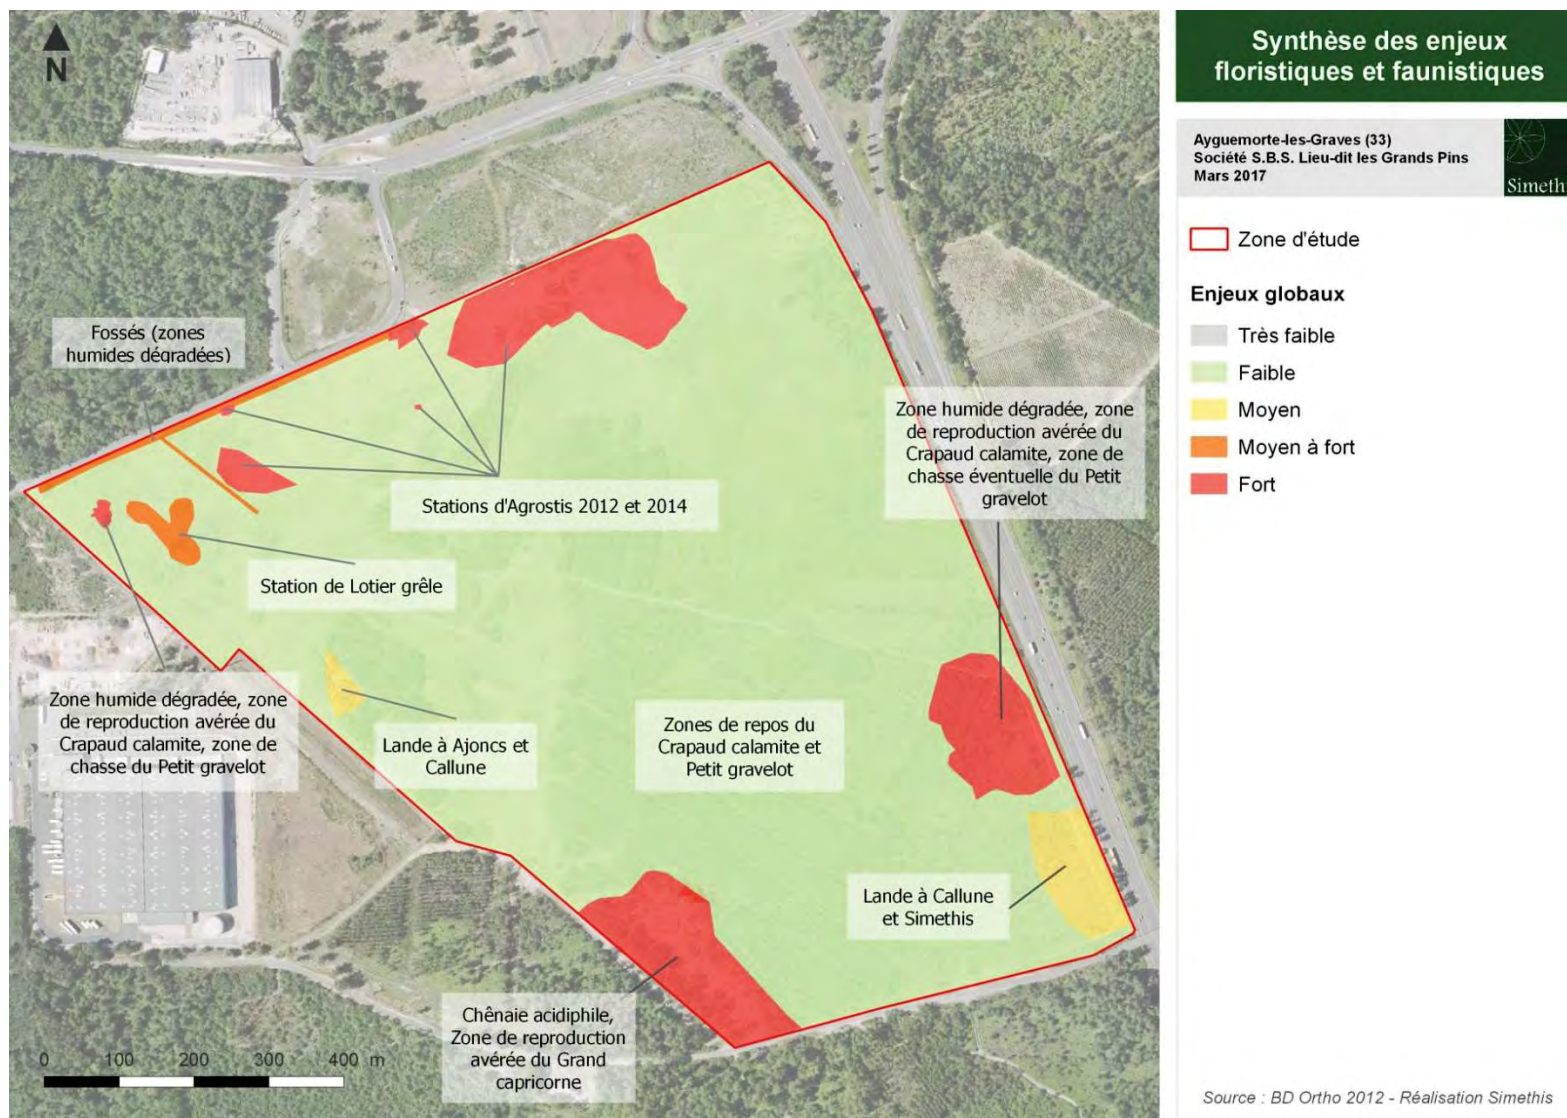 N
Fossés (zones
humides dégradées)
Stations d'Agrostis 2012 et 2014
Zone humide dégradée, zone
de reproduction avérée du
Crapaud calamite, zone de
chasse éventuelle du Petit
gravelot
Station de Lotier grêle
Zone humide dégradée, zone
de reproduction avérée du
Crapaud calamite, zone de
chasse du Petit gravelot
Lande à Ajoncs et
Callune
Zones de repos du
Crapaud calamite et
Petit gravelot
Lande à Callune
et Simethis
Chênaie acidiphile,
Zone de reproduction
avérée du Grand
capricorne
0 100 200 300 400 m
Synthèse des enjeux
floristiques et faunistiques
Ayguemorte-les-Graves (33)
Société S.B.S. Lieu-dit les Grands Pins
Mars 2017
Simeth
Zone d'étude
Enjeux globaux
Très faible
Faible
Moyen
Moyen à fort
Fort
Source : BD Ortho 2012 - Réalisation Simethis